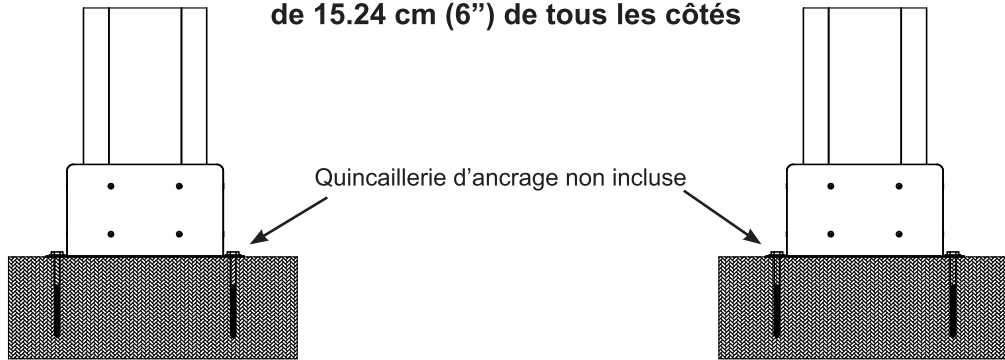 de 15.24 cm (6”) de tous les côtés
Quincaillerie d’ancrage non incluse